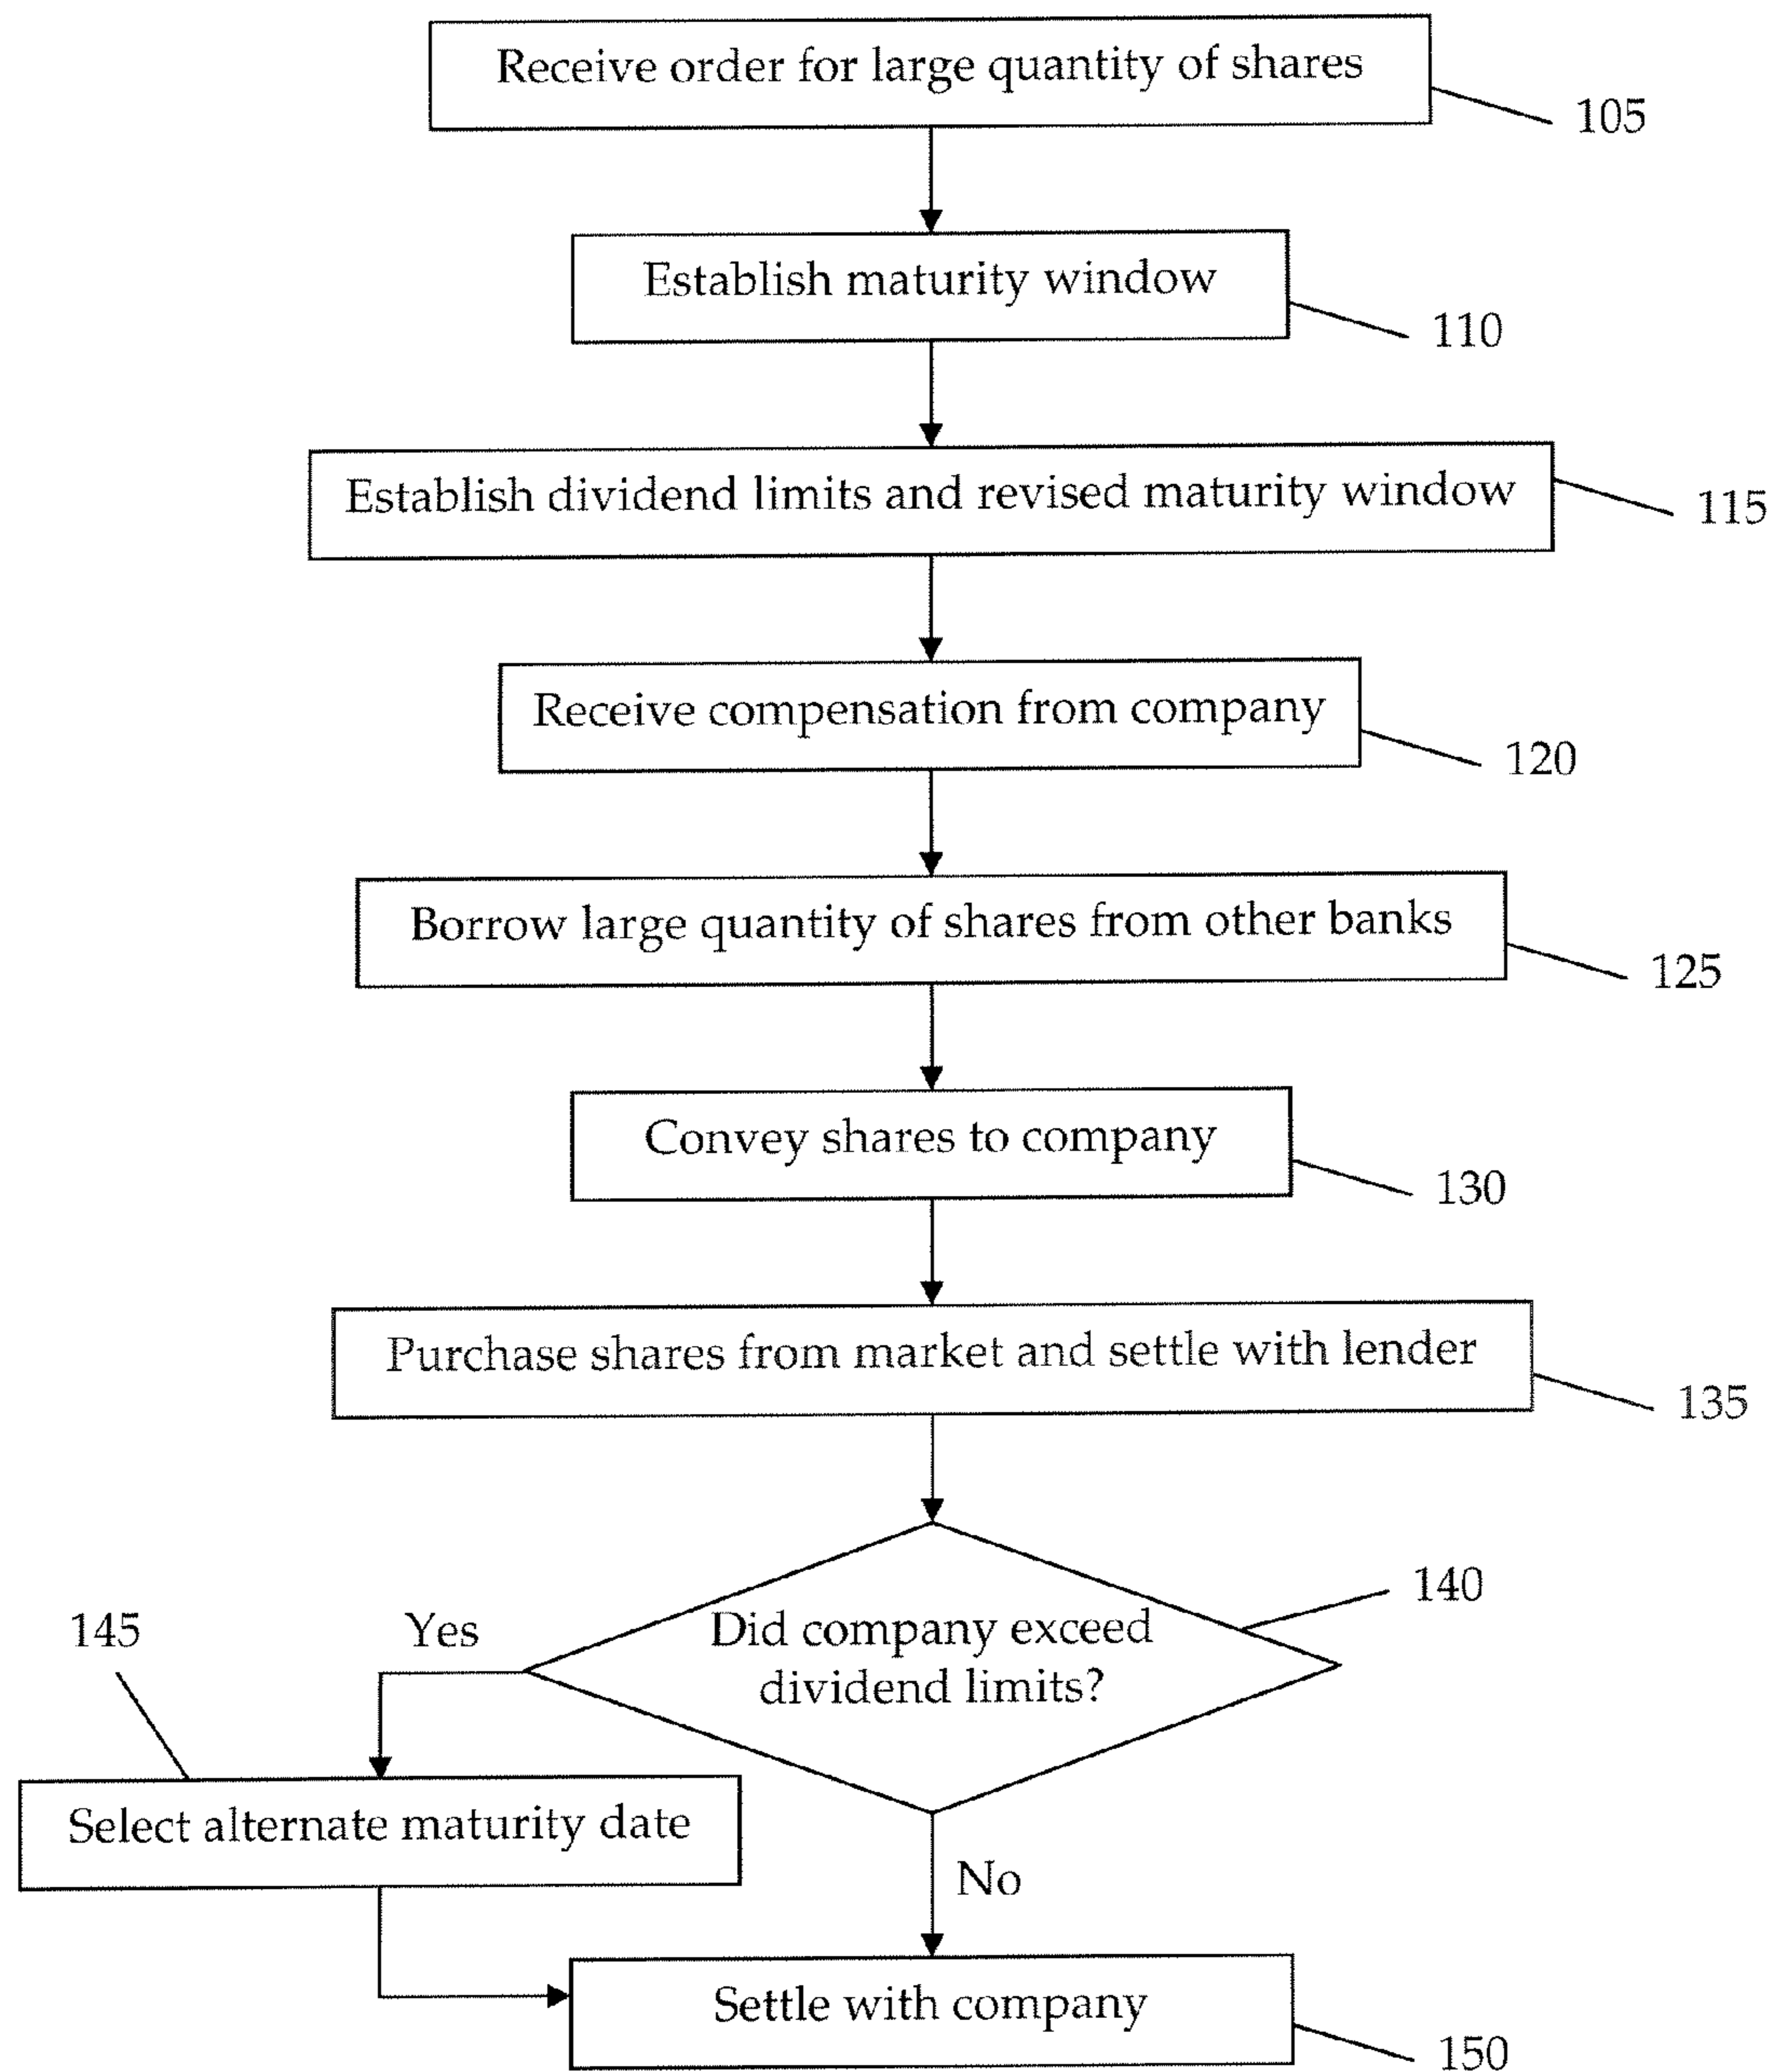 Receive order for large quantity of shares
105
Establish maturity window
110
Establish dividend limits and revised maturity window
115
Receive compensation from company
120
Borrow large quantity of shares from other banks
125
Convey shares to company
130
Purchase shares from market and settle with lender
135
140
145
Yes
Did company exceed
dividend limits?
Select alternate maturity date
No
Settle with company
150